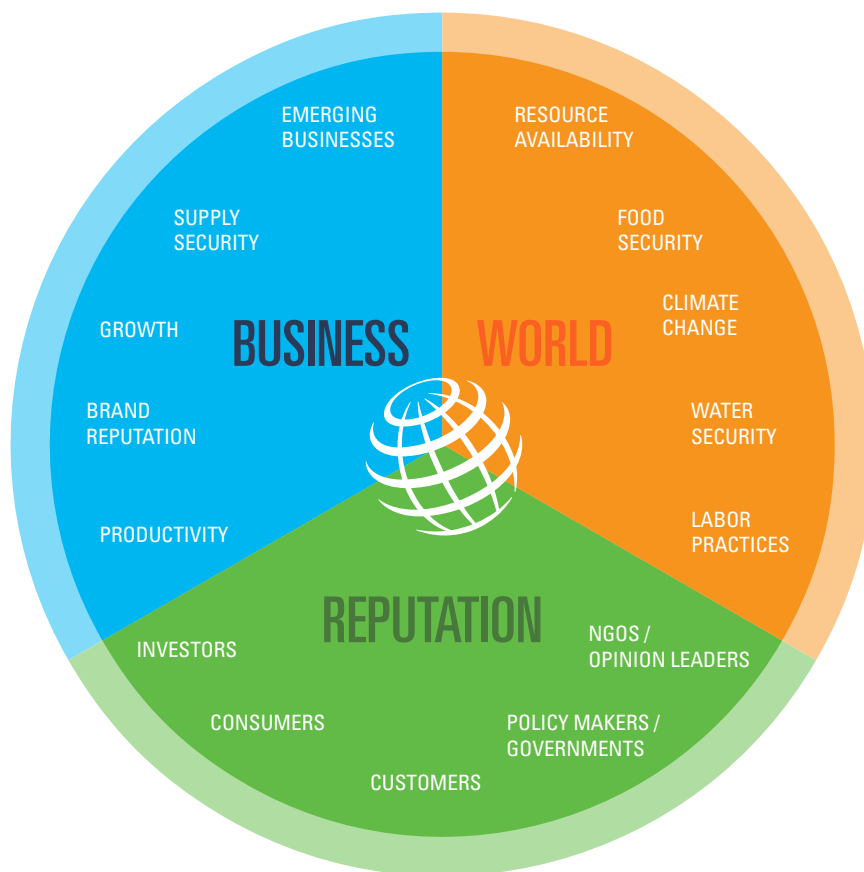 EMERGING
BUSINESSES
SUPPLY
SECURITY
GROWTH
BRAND
REPUTATION
PRODUCTIVITY
BUSINESS
WORLD
RESOURCE
AVAILABILITY
FOOD
SECURITY
CLIMATE
CHANGE
WATER
SECURITY
LABOR
PRACTICES
REPUTATION
INVESTORS
CONSUMERS
CUSTOMERS
POLICY MAKERS /
GOVERNMENTS
NGOS /
OPINION LEADERS